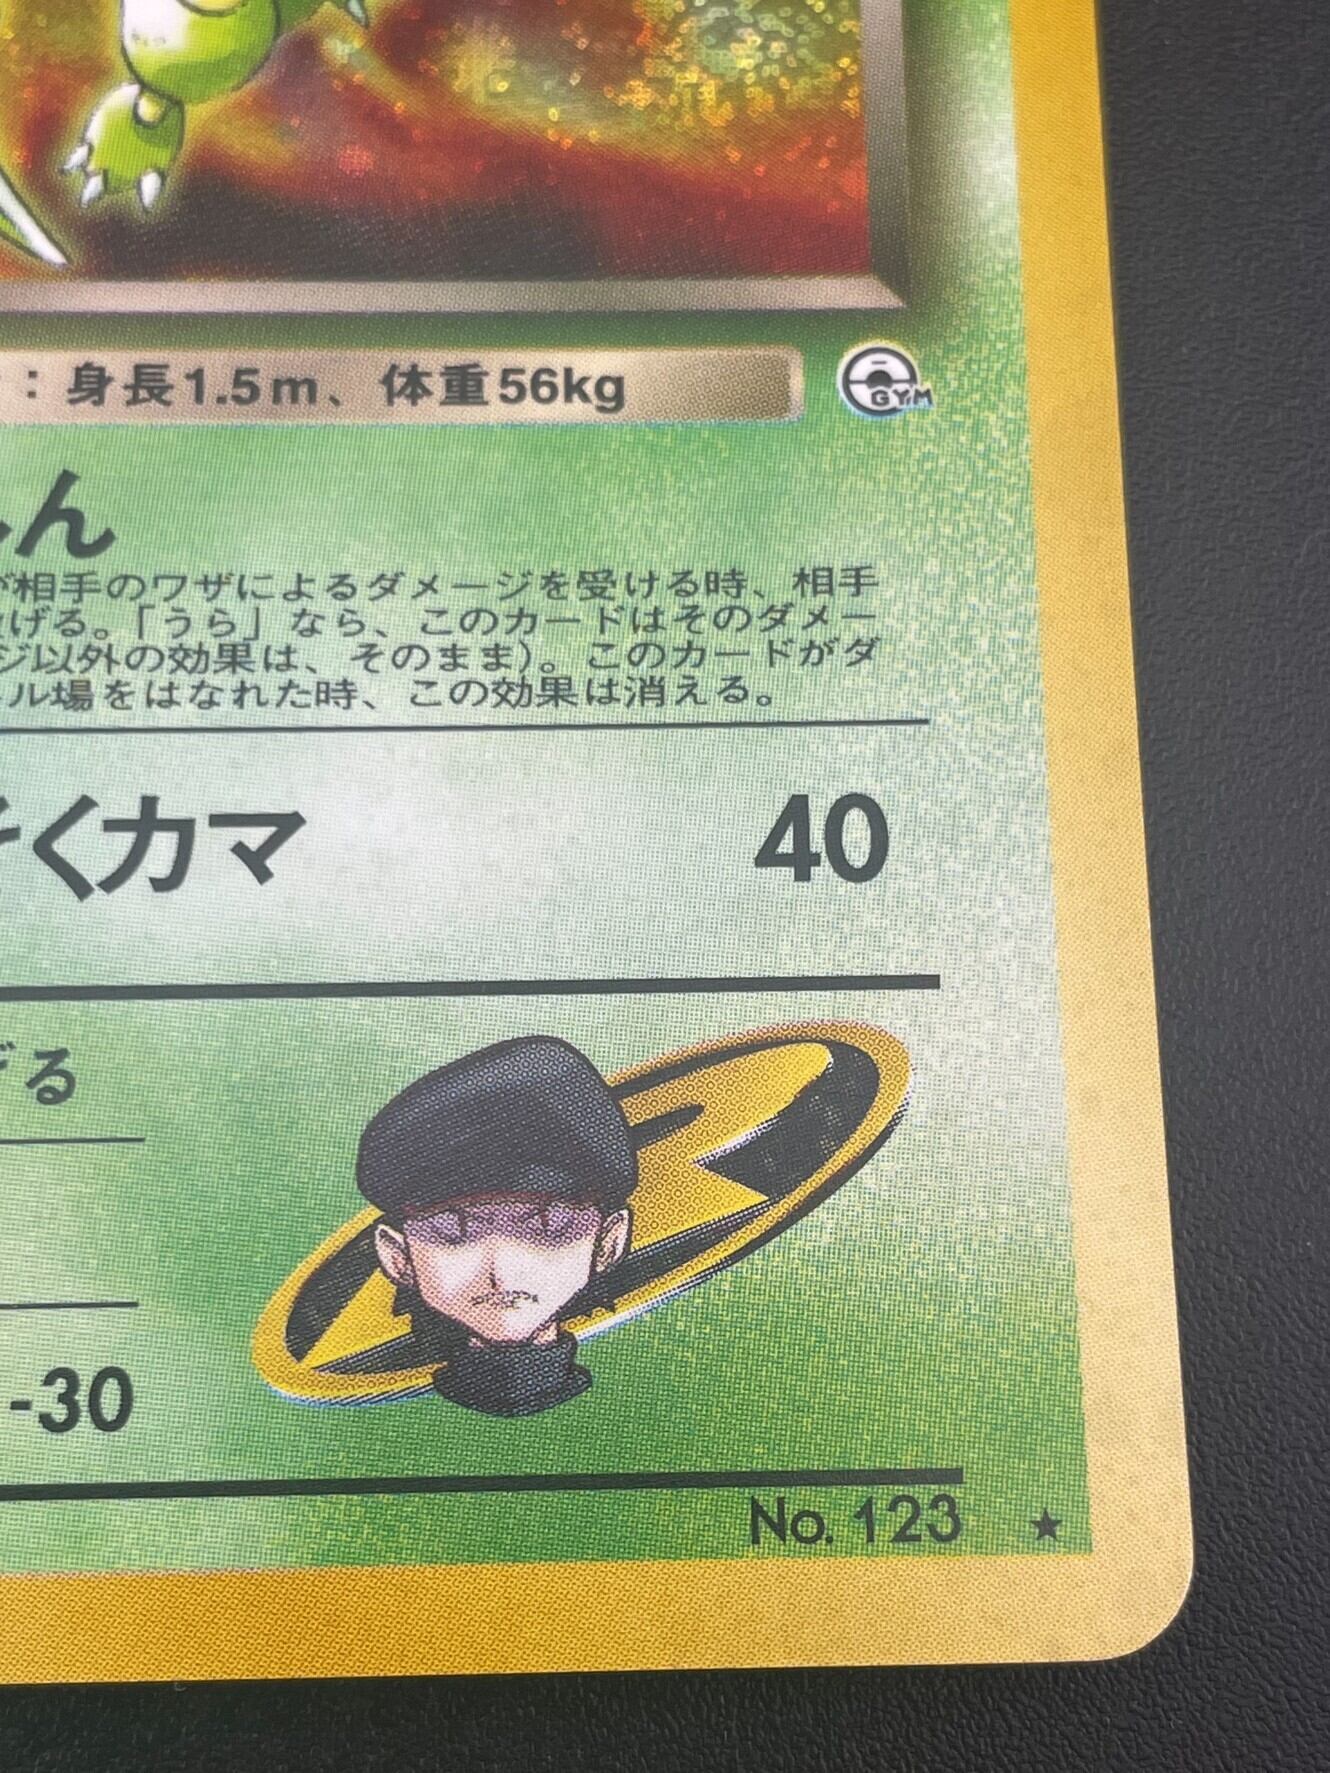 ：身長1.5m、体重56kg
GYM
しん
が相手のワザによるダメージを受ける時、相手
げる。「うら」なら、このカードはそのダメー
ジ以外の効果は、そのまま）。このカードがダ
ル場をはなれた時、この効果は消える。
そくカマ 40
げる
-30
No. 123 ★